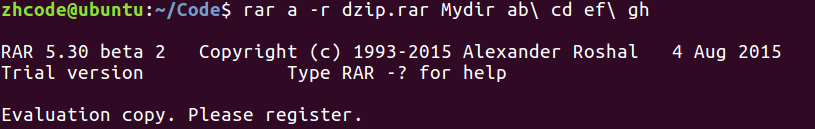 zhcode@ubuntu:~/Code$ rar a -r dzip.rar Mydir ab\ cd ef\ gh
RAR 5.30 beta 2   Copyright (c) 1993-2015 Alexander Roshal   4 Aug 2015
Trial version             Type RAR -? for help
Evaluation copy. Please register.